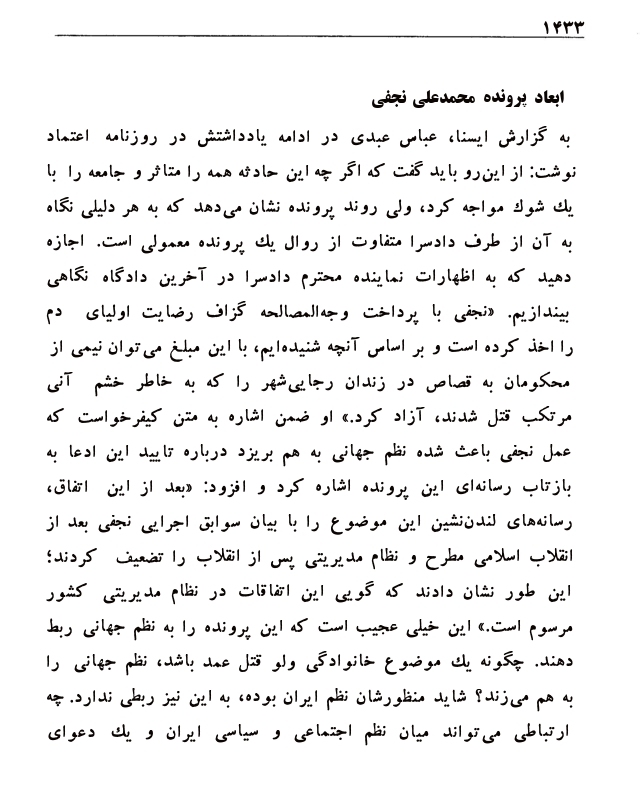 ۱۴۳۳
ابعاد پرونده محمدعلی نجفی
به گزارش ایسنا، عباس عبدی در ادامه یادداشتش در روزنامه اعتماد
نوشت: از این‌رو باید گفت که اگر چه این حادثه همه را متاثر و جامعه را با
یك شوك مواجه کرد، ولی روند پرونده نشان می‌دهد که به هر دلیلی نگاه
به آن از طرف دادسرا متفاوت از روال یك پرونده معمولی است. اجازه
دهید که به اظهارات نماینده محترم دادسرا در آخرین دادگاه نگاهی
بیندازیم. «نجفی با پرداخت وجه‌المصالحه گزاف رضایت اولیای دم
را اخذ کرده است و بر اساس آنچه شنیده‌ایم، با این مبلغ می‌توان نیمی از
محکومان به قصاص در زندان رجایی‌شهر را که به خاطر خشم آنی
مرتکب قتل شدند، آزاد کرد.» او ضمن اشاره به متن کیفرخواست که
عمل نجفی باعث شده نظم جهانی به هم بریزد درباره تایید این ادعا به
بازتاب رسانه‌ای این پرونده اشاره کرد و افزود: «بعد از این اتفاق،
رسانه‌های لندن‌نشین این موضوع را با بیان سوابق اجرایی نجفی بعد از
انقلاب اسلامی مطرح و نظام مدیریتی پس از انقلاب را تضعیف کردند؛
این طور نشان دادند که گویی این اتفاقات در نظام مدیریتی کشور
مرسوم است.» این خیلی عجیب است که این پرونده را به نظم جهانی ربط
دهند. چگونه یك موضوع خانوادگی ولو قتل عمد باشد، نظم جهانی را
به هم می‌زند؟ شاید منظورشان نظم ایران بوده، به این نیز ربطی ندارد. چه
ارتباطی می‌تواند میان نظم اجتماعی و سیاسی ایران و یك دعوای